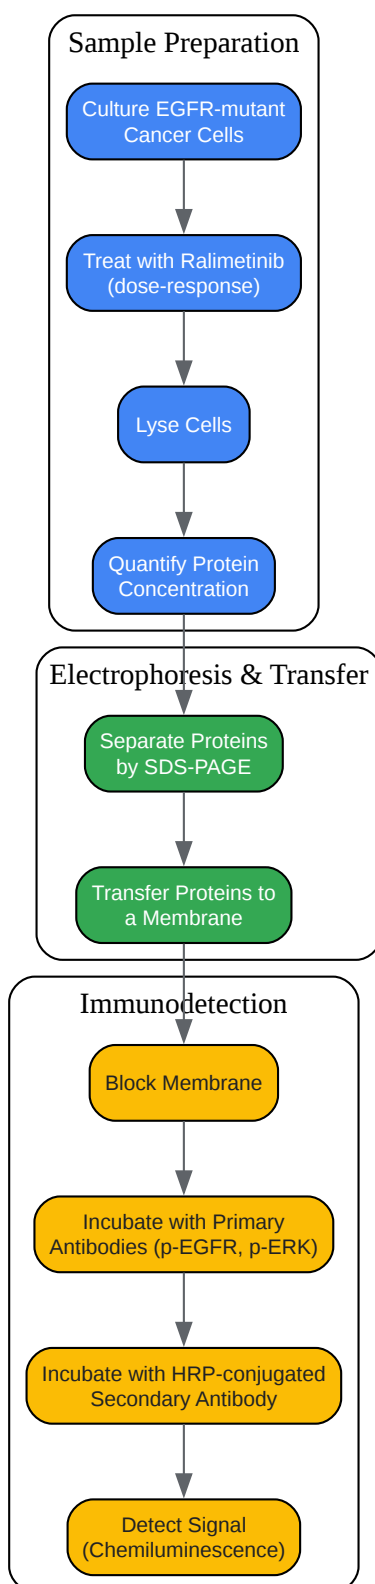 Sample Preparation
Culture EGFR-mutant
Cancer Cells
Treat with Ralimetinib
(dose-response)
Lyse Cells
Quantify Protein
Concentration
Electrophoresis & Transfer
Separate Proteins
by SDS-PAGE
Transfer Proteins to
a Membrane
Immunodetection
Block Membrane
Incubate with Primary
Antibodies (p-EGFR, p-ERK)
Incubate with HRP-conjugated
Secondary Antibody
Detect Signal
(Chemiluminescence)